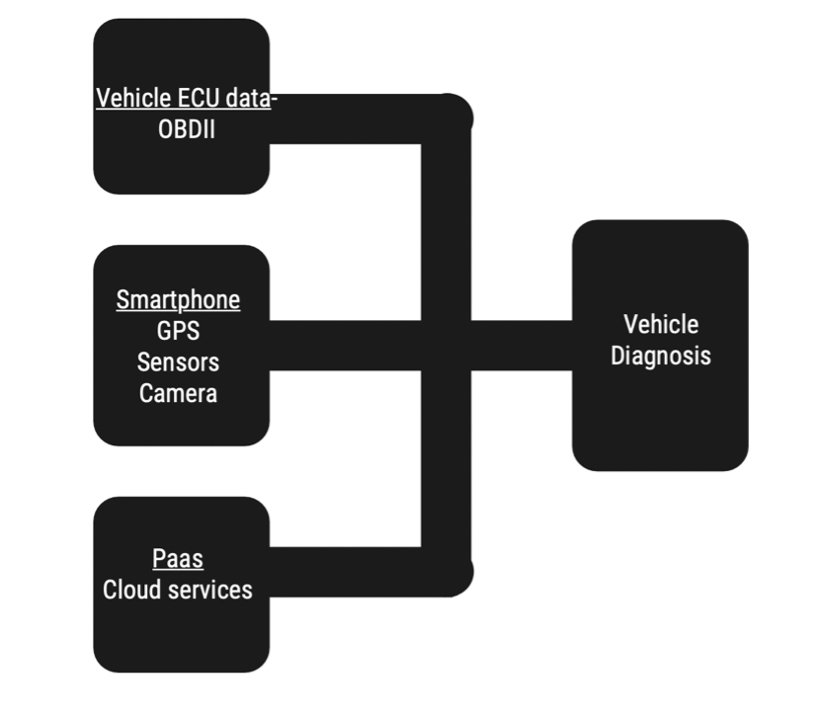 Vehicle ECU data-
OBDII
Smartphone
GPS
Sensors
Camera
Paas
Cloud services
Vehicle
Diagnosis